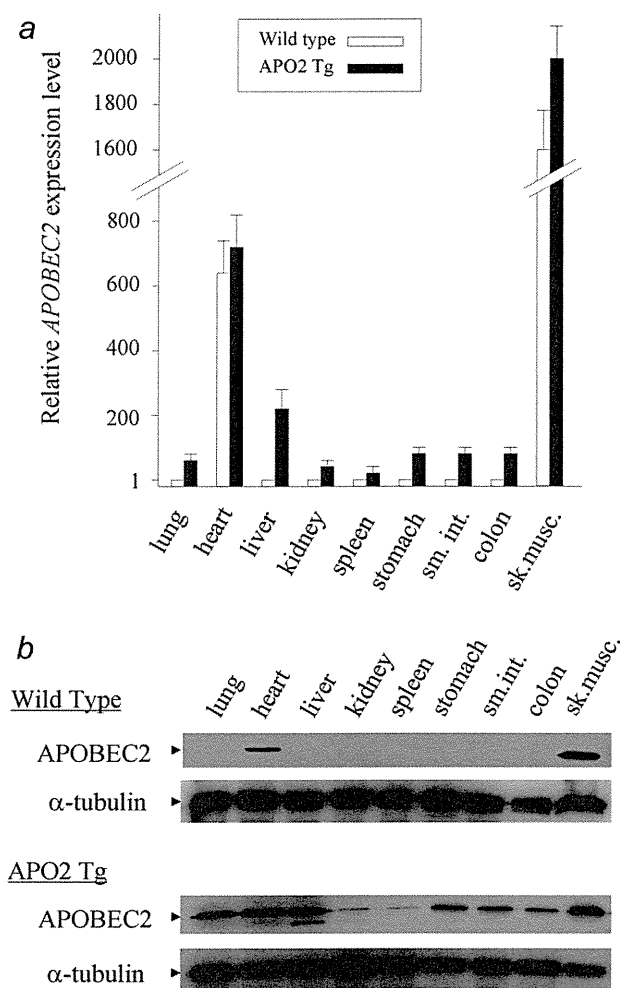 a
Wild type
APO2 Tg
Relative APOBEC2 expression level
2000
1800
1600
800
600
400
200
1
lung
heart
liver
kidney
spleen
stomach
sm. int.
colon
sk.musc.
b
Wild Type
lung
heart
liver
kidney
spleen
stomach
sm.int.
colon
sk.musc.
APOBEC2
α-tubulin
APO2 Tg
APOBEC2
α-tubulin